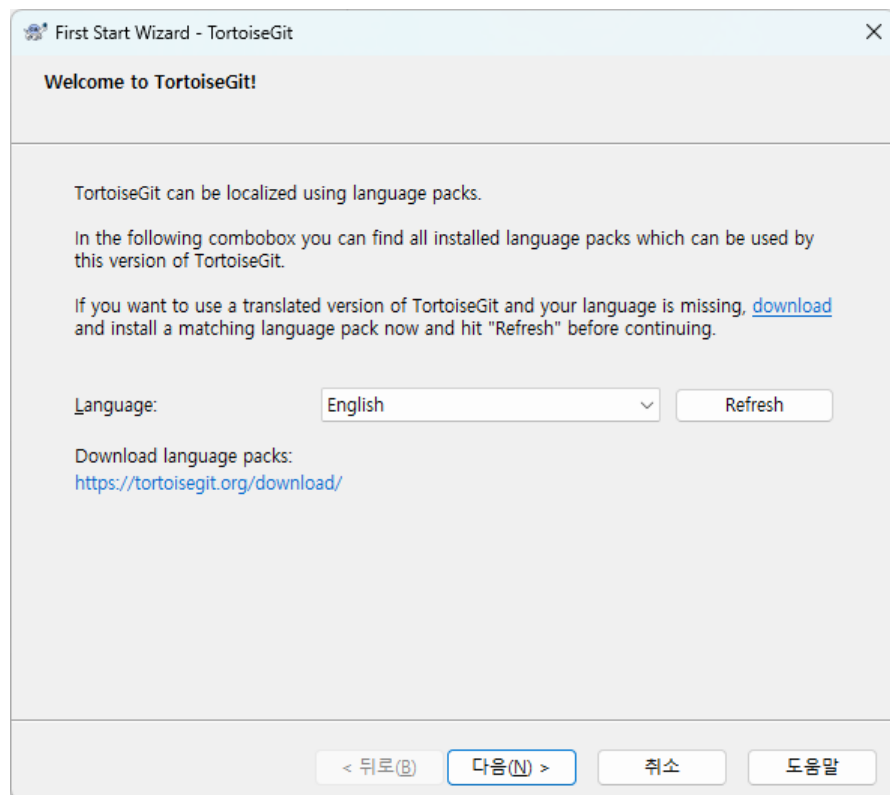 First Start Wizard - TortoiseGit
Welcome to TortoiseGit!
TortoiseGit can be localized using language packs.
In the following combobox you can find all installed language packs which can be used by
this version of TortoiseGit.
If you want to use a translated version of TortoiseGit and your language is missing, download
and install a matching language pack now and hit "Refresh" before continuing.
Language: English Refresh
Download language packs:
https://tortoisegit.org/download/
< 뒤로(B) 다음(N) > 취소 도움말